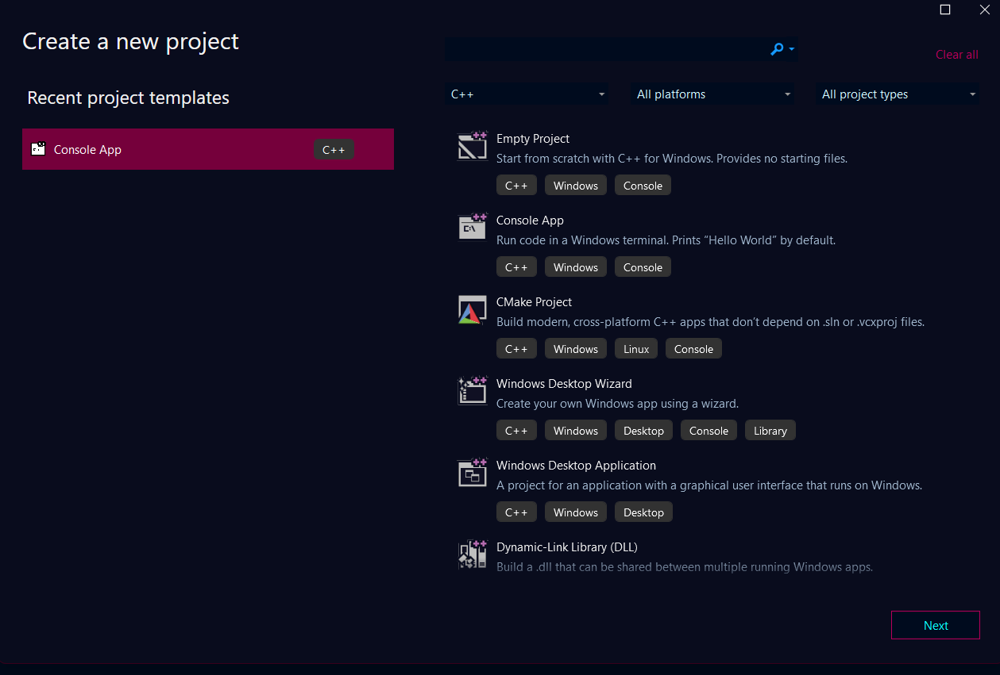 Create a new project
Clear all
Recent project templates
C++
All platforms
All project types
Console App
C++
Empty Project
Start from scratch with C++ for Windows. Provides no starting files.
C++
Windows
Console
Console App
Run code in a Windows terminal. Prints “Hello World” by default.
C++
Windows
Console
CMake Project
Build modern, cross-platform C++ apps that don’t depend on .sln or .vcxproj files.
C++
Windows
Linux
Console
Windows Desktop Wizard
Create your own Windows app using a wizard.
C++
Windows
Desktop
Console
Library
Windows Desktop Application
A project for an application with a graphical user interface that runs on Windows.
C++
Windows
Desktop
Dynamic-Link Library (DLL)
Build a .dll that can be shared between multiple running Windows apps.
Next